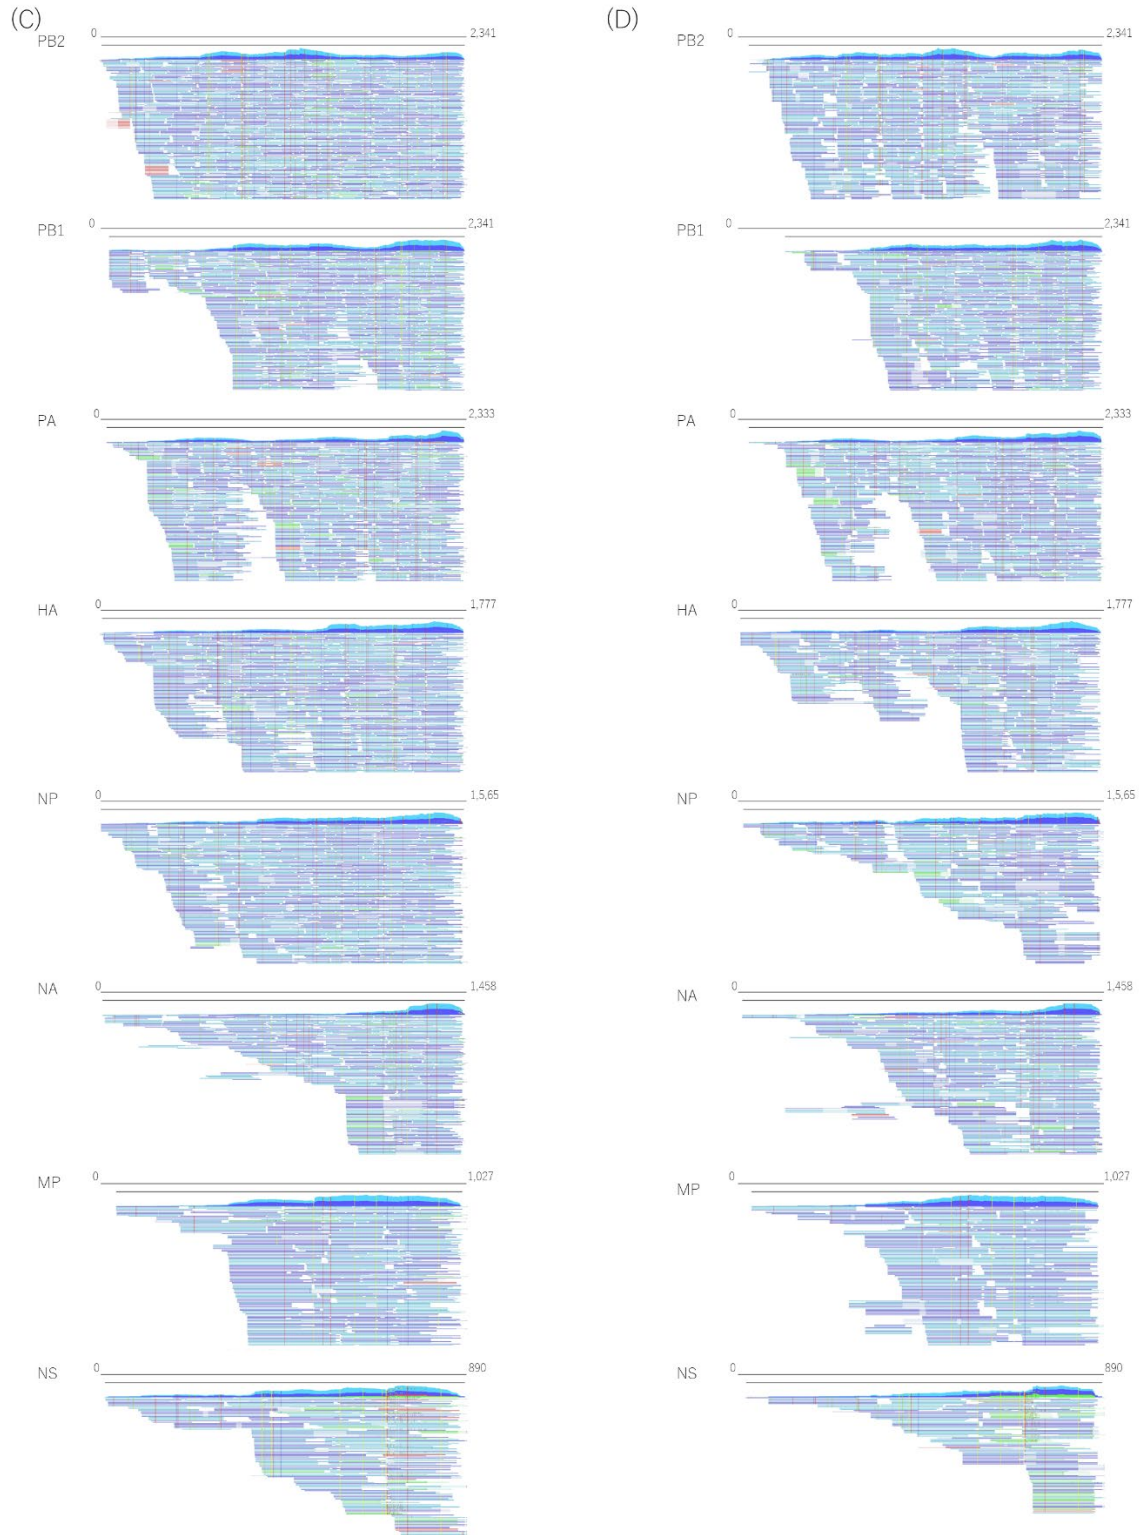 (C)
PB2 0 2,341
PB1 0 2,341
PA 0 2,333
HA 0 1,777
NP 0 1,5,65
NA 0 1,458
MP 0 1,027
NS 0 890
(D)
PB2 0 2,341
PB1 0 2,341
PA 0 2,333
HA 0 1,777
NP 0 1,5,65
NA 0 1,458
MP 0 1,027
NS 0 890